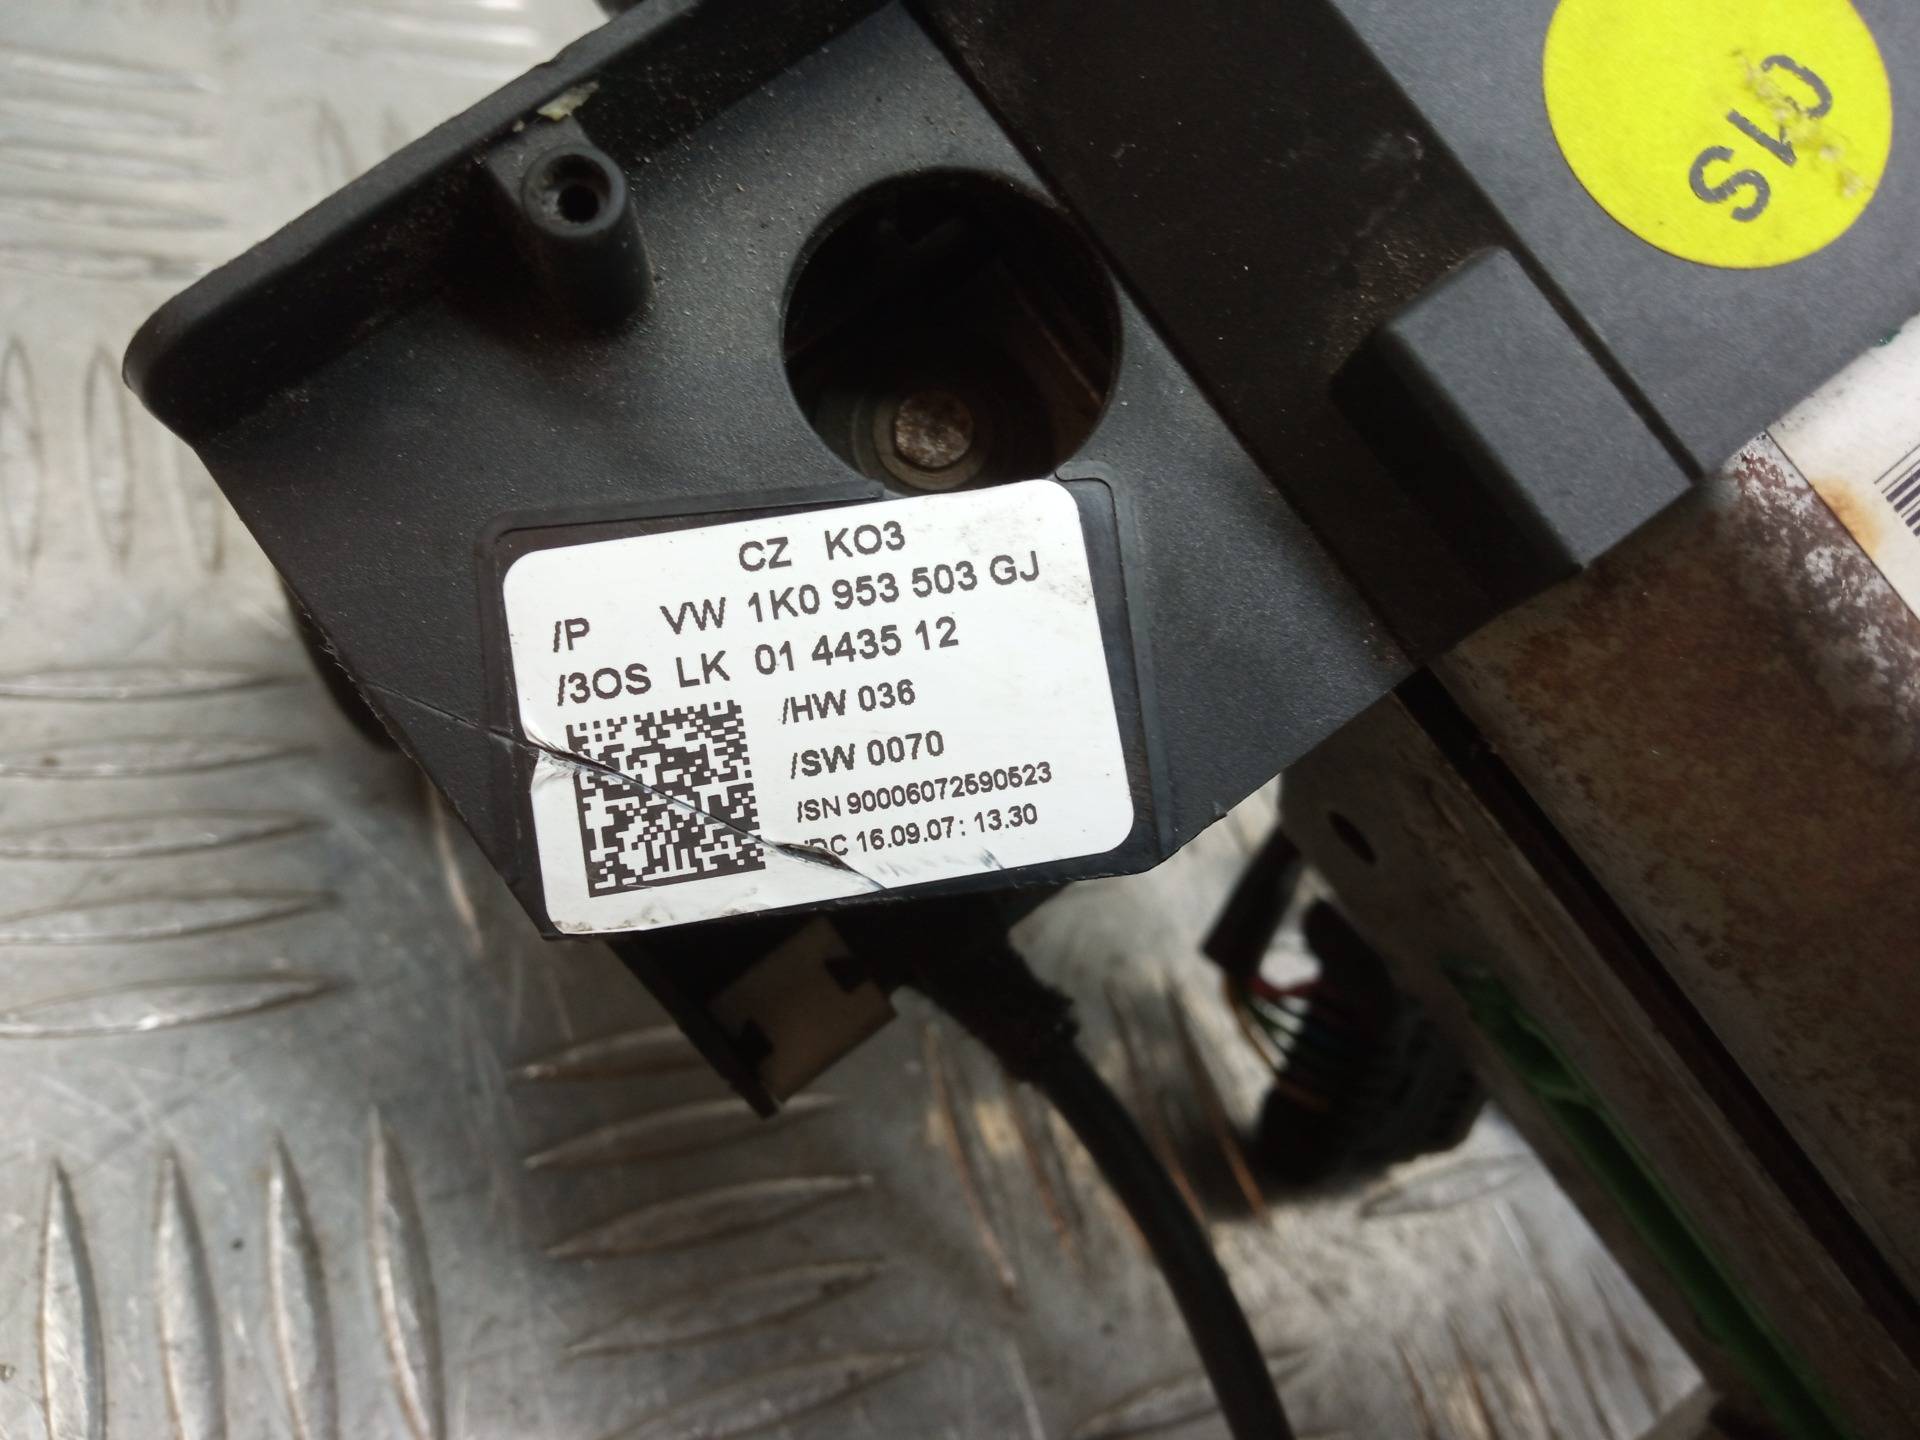 CZ KO3
/P VW 1K0 953 503 GJ
/3OS LK 01 4435 12
/HW 036
/SW 0070
/SN 90006072590523
/DC 16.09.07: 13.30